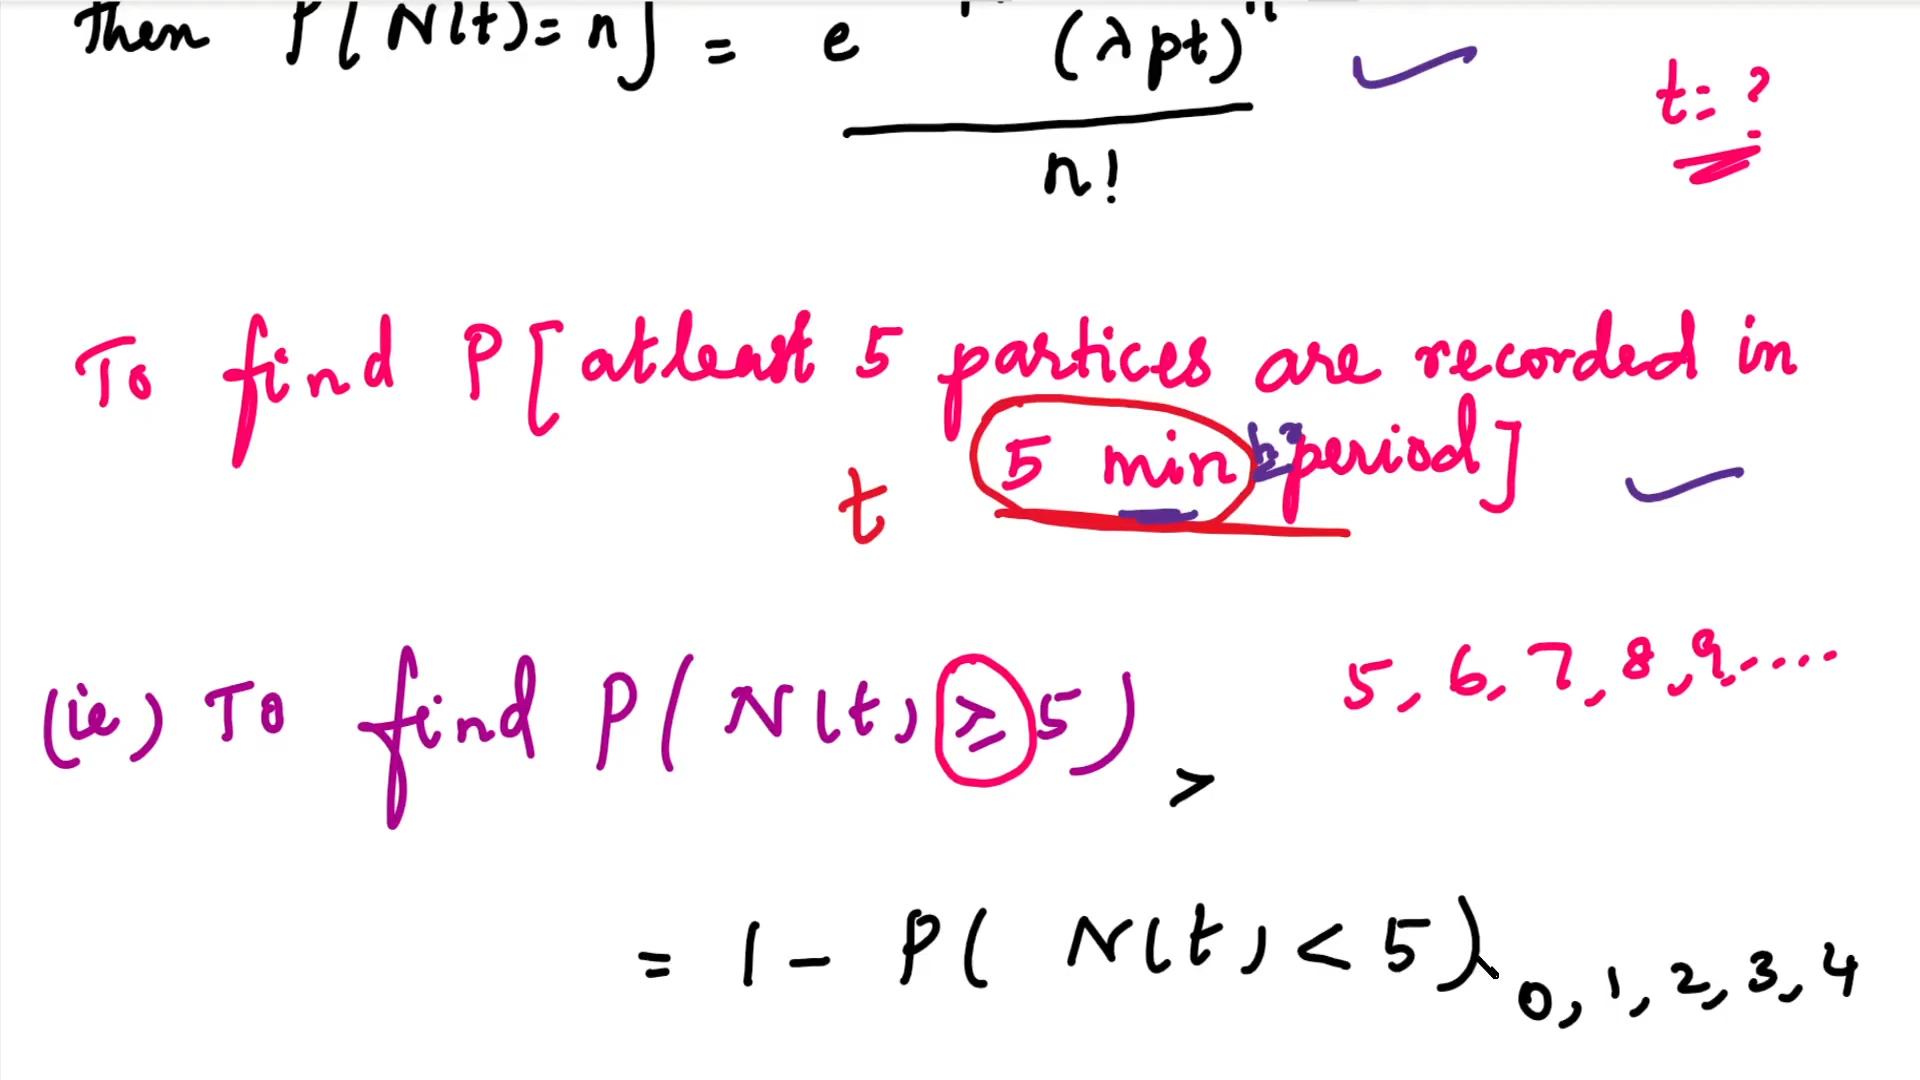 Then P[N(t)=n] = e (λpt)^n
n!
t=?
To find P[atleast 5 partices are recorded in
t 5 min period]
5, 6, 7, 8, 9, ....
(ie) To find P( N(t) ≥ 5)
>
= 1 - P( N(t) < 5) 0, 1, 2, 3, 4